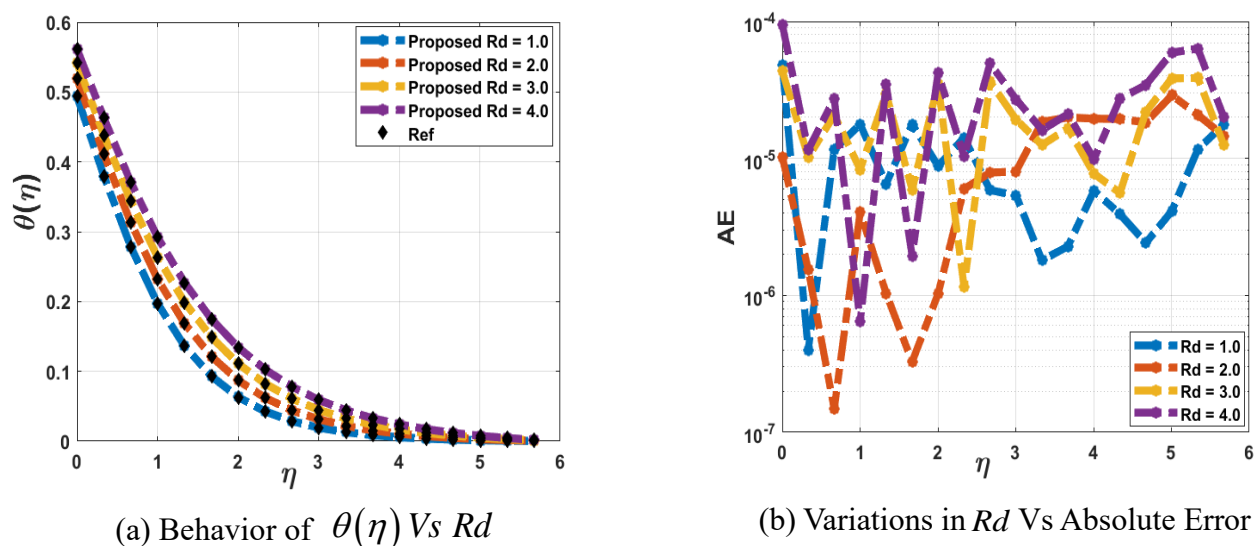 0.6
0.5
0.4
0.3
0.2
0.1
0
θ(η)
0 1 2 3 4 5 6
η
Proposed Rd = 1.0
Proposed Rd = 2.0
Proposed Rd = 3.0
Proposed Rd = 4.0
Ref
(a) Behavior of θ(η) Vs Rd
10⁻⁴
10⁻⁵
10⁻⁶
10⁻⁷
AE
0 1 2 3 4 5 6
η
Rd = 1.0
Rd = 2.0
Rd = 3.0
Rd = 4.0
(b) Variations in Rd Vs Absolute Error